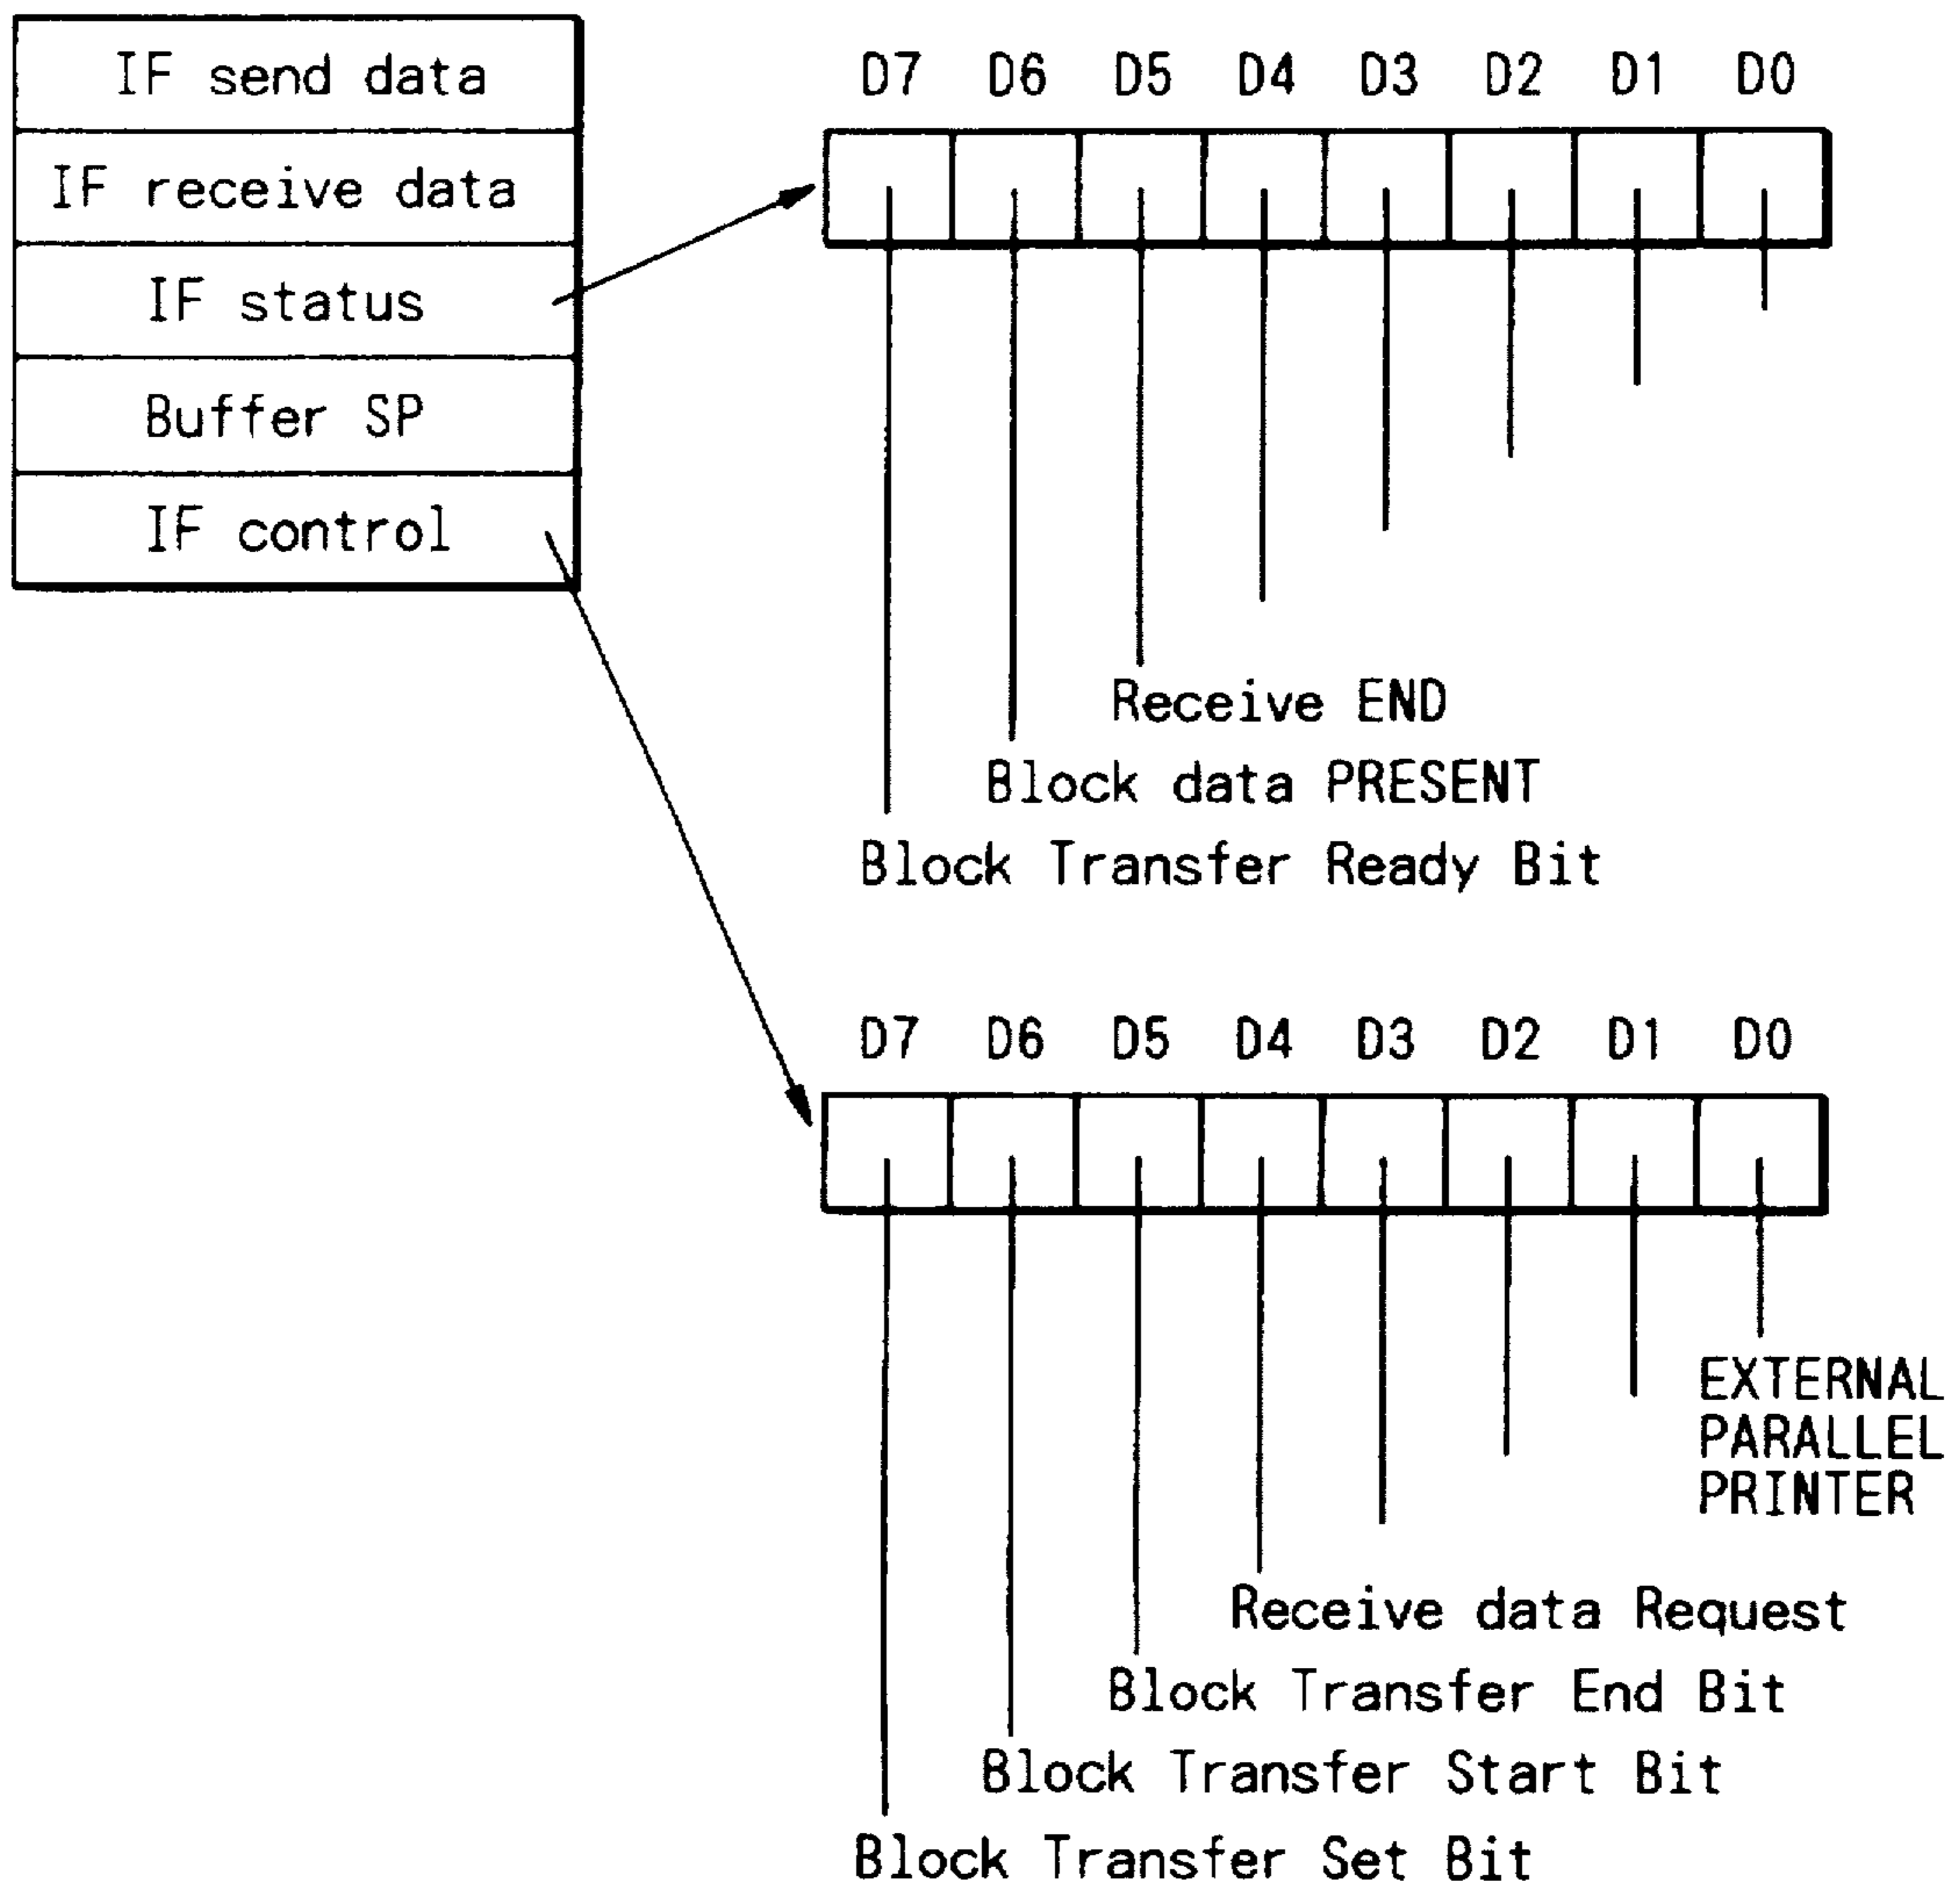 IF send data
IF receive data
IF status
Buffer SP
IF control
D7 D6 D5 D4 D3 D2 D1 D0
Receive END
Block data PRESENT
Block Transfer Ready Bit
D7 D6 D5 D4 D3 D2 D1 D0
EXTERNAL
PARALLEL
PRINTER
Receive data Request
Block Transfer End Bit
Block Transfer Start Bit
Block Transfer Set Bit